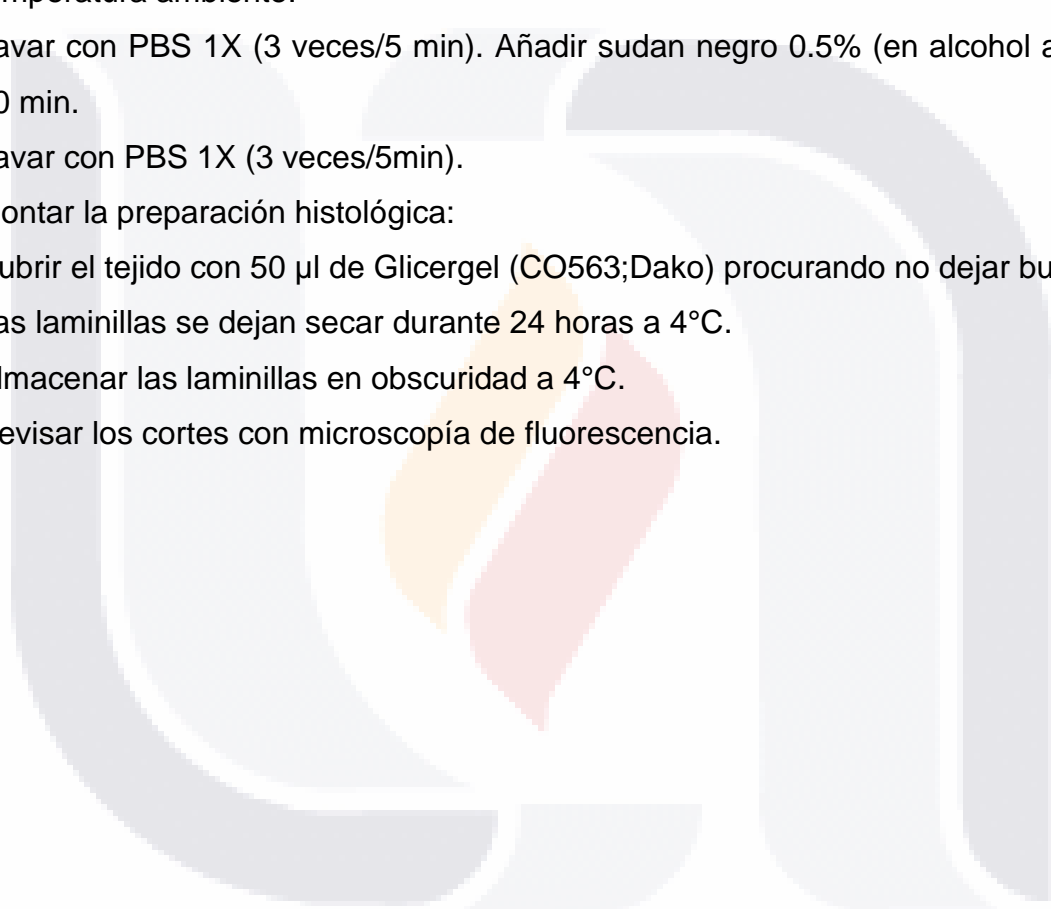 mperatura ambiente.
avar con PBS 1X (3 veces/5 min). Añadir sudan negro 0.5% (en alcohol a
0 min.
avar con PBS 1X (3 veces/5min).
ontar la preparación histológica:
ubrir el tejido con 50 µl de Glicergel (CO563;Dako) procurando no dejar bu
as laminillas se dejan secar durante 24 horas a 4°C.
lmacenar las laminillas en obscuridad a 4°C.
evisar los cortes con microscopía de fluorescencia.